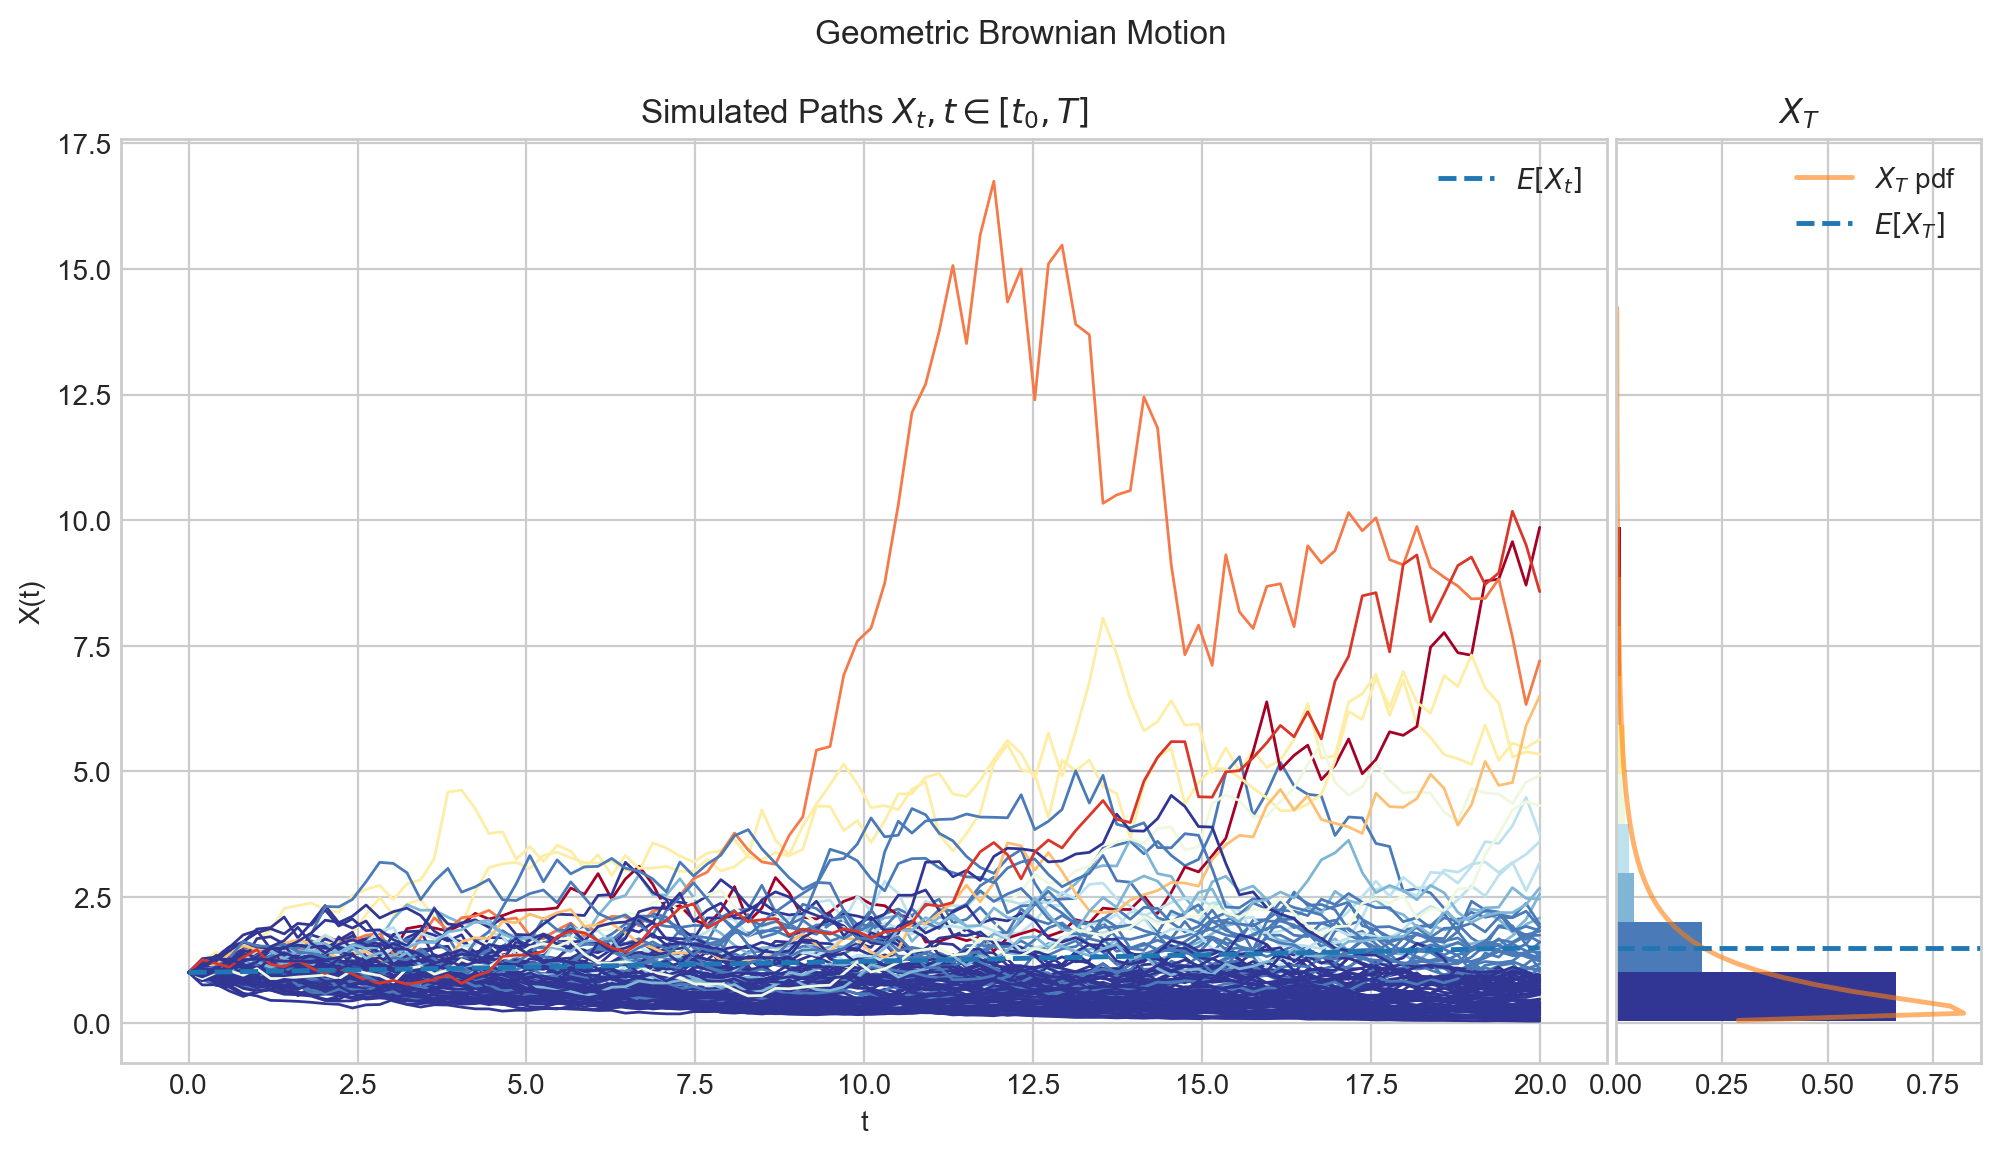 Geometric Brownian Motion
Simulated Paths $X_t, t \in [t_0, T]$
$X_T$
17.5
15.0
12.5
10.0
7.5
5.0
2.5
0.0
X(t)
$E[X_t]$
$X_T$ pdf
$E[X_T]$
0.0 2.5 5.0 7.5 10.0 12.5 15.0 17.5 20.0
0.00 0.25 0.50 0.75
t